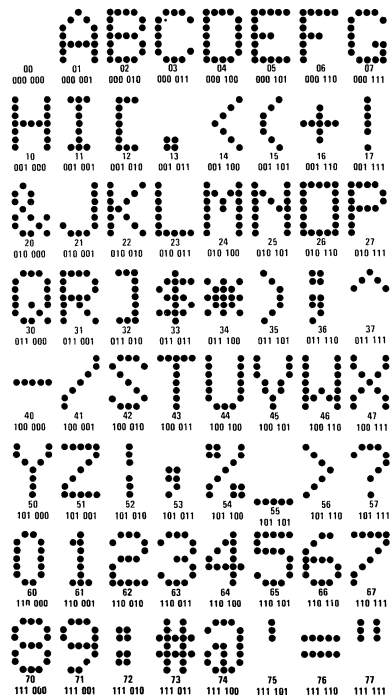 A B C D E F G
00 01 02 03 04 05 06 07
000 000 000 001 000 010 000 011 000 100 000 101 000 110 000 111
H I [ . < ( + !
10 11 12 13 14 15 16 17
001 000 001 001 001 010 001 011 001 100 001 101 001 110 001 111
& J K L M N O P
20 21 22 23 24 25 26 27
010 000 010 001 010 010 010 011 010 100 010 101 010 110 010 111
Q R ] $ * ) ; ^
30 31 32 33 34 35 36 37
011 000 011 001 011 010 011 011 011 100 011 101 011 110 011 111
- / S T U V W X
40 41 42 43 44 45 46 47
100 000 100 001 100 010 100 011 100 100 100 101 100 110 100 111
Y Z | , % _ > ?
50 51 52 53 54 55 56 57
101 000 101 001 101 010 101 011 101 100 101 101 101 110 101 111
0 1 2 3 4 5 6 7
60 61 62 63 64 65 66 67
110 000 110 001 110 010 110 011 110 100 110 101 110 110 110 111
8 9 : # @ ' = "
70 71 72 73 74 75 76 77
111 000 111 001 111 010 111 011 111 100 111 101 111 110 111 111